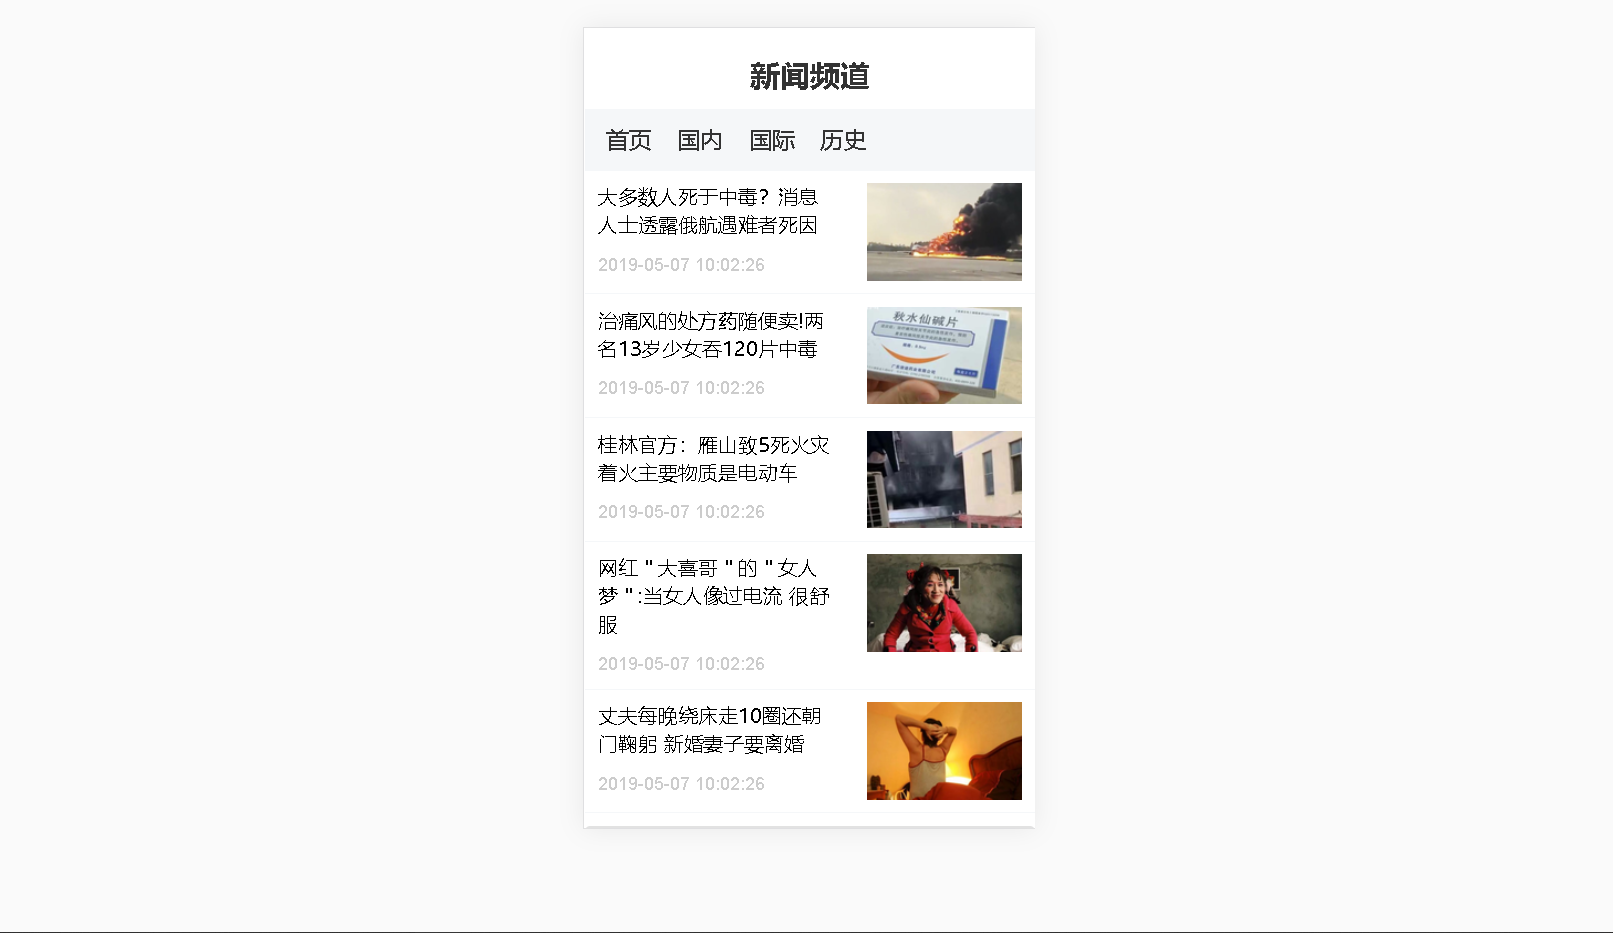 新闻频道
首页 国内 国际 历史
大多数人死于中毒？消息
人士透露俄航遇难者死因
2019-05-07 10:02:26
治痛风的处方药随便卖!两
名13岁少女吞120片中毒
2019-05-07 10:02:26
秋水仙碱片
桂林官方：雁山致5死火灾
着火主要物质是电动车
2019-05-07 10:02:26
网红＂大喜哥＂的＂女人
梦＂:当女人像过电流 很舒
服
2019-05-07 10:02:26
丈夫每晚绕床走10圈还朝
门鞠躬 新婚妻子要离婚
2019-05-07 10:02:26